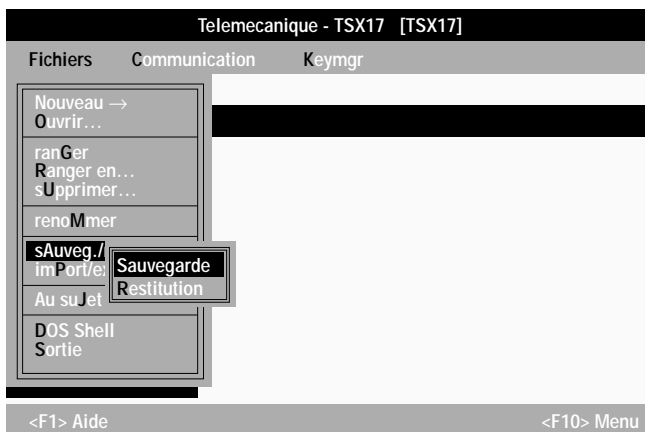 Telemecanique - TSX17 [TSX17]
Fichiers Communication Keymgr
Nouveau →
Ouvrir...
ranGer
Ranger en...
sUpprimer...
renoMmer
sAuveg./
imPort/e
Sauvegarde
Restitution
Au suJet
DOS Shell
Sortie
<F1> Aide <F10> Menu